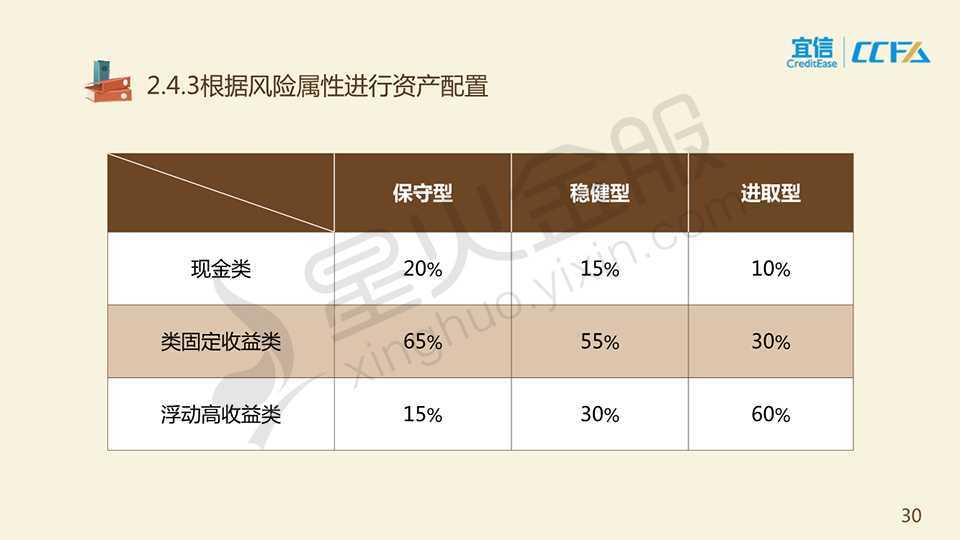 宜信 CCFA
CreditEase
2.4.3根据风险属性进行资产配置
保守型 稳健型 进取型
现金类 20% 15% 10%
类固定收益类 65% 55% 30%
浮动高收益类 15% 30% 60%
星火金服
xinghuo.yixin.com
30